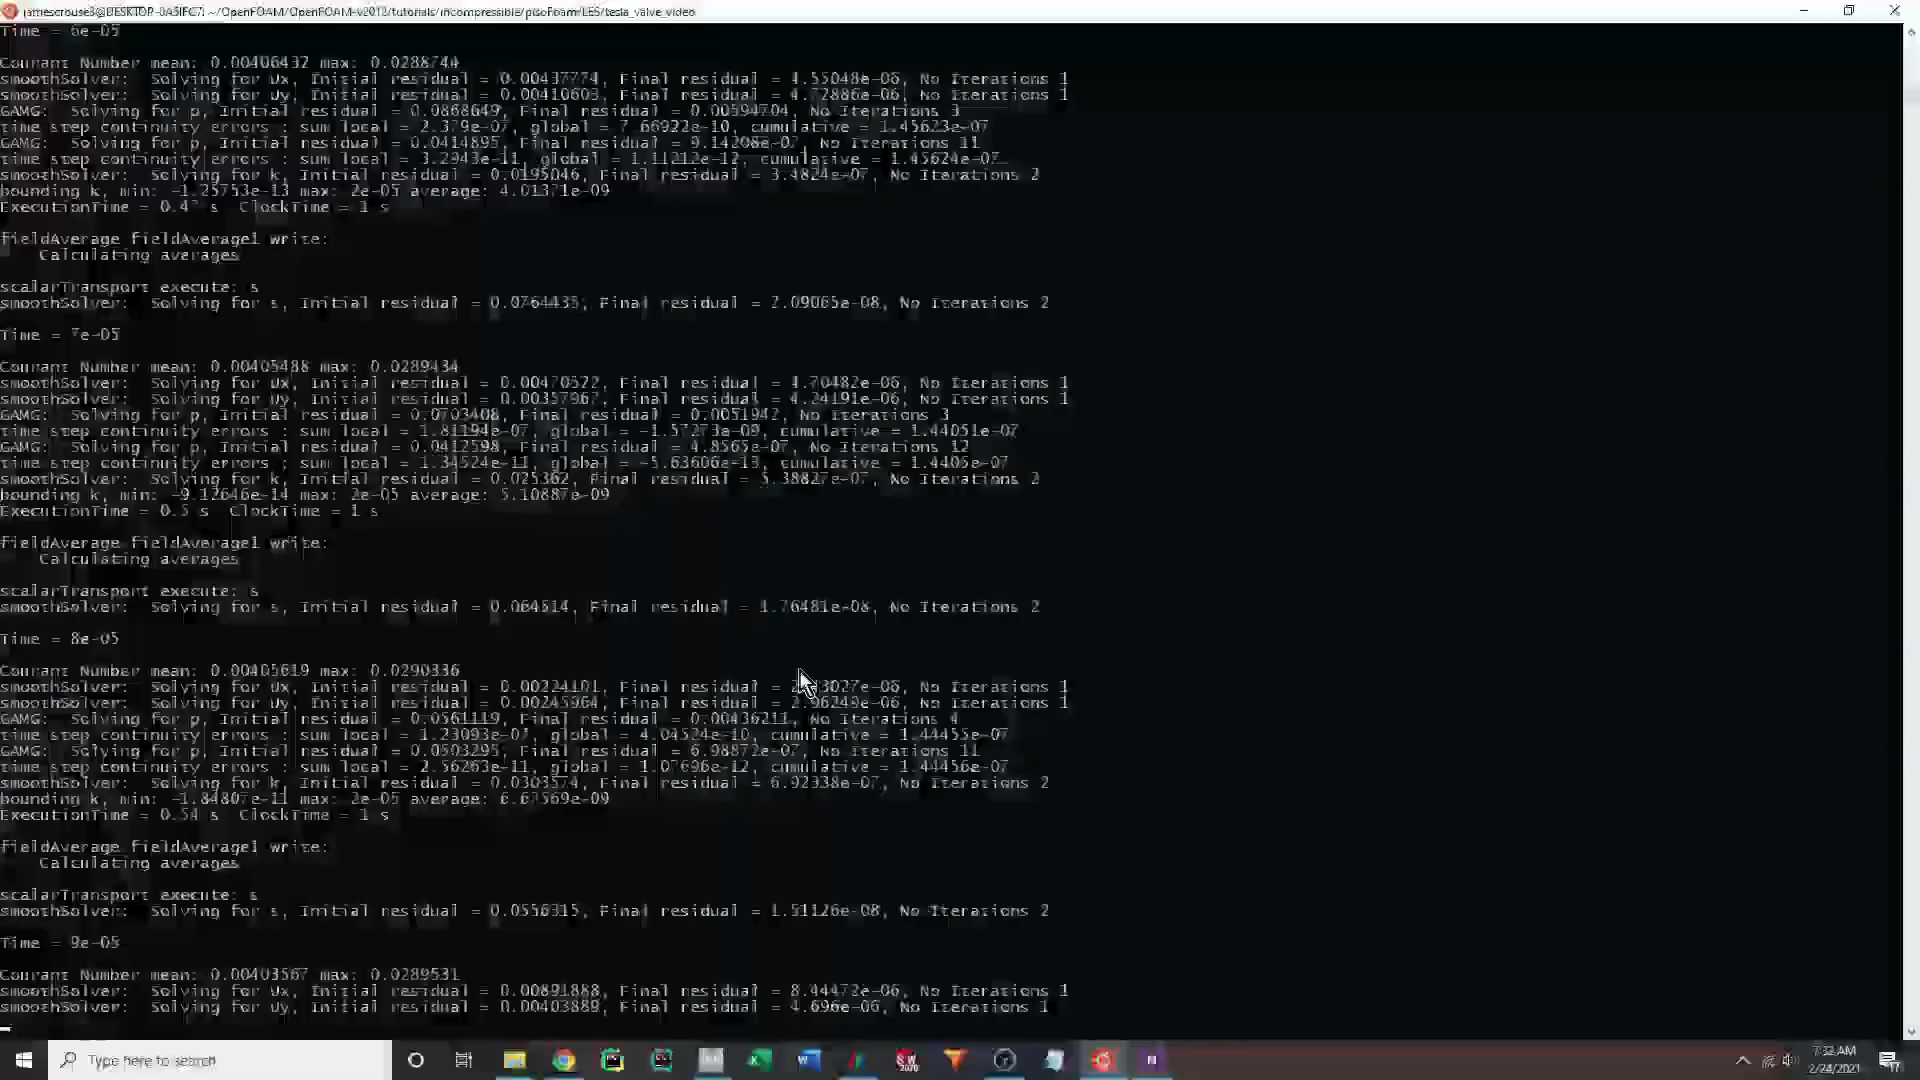 jamescrouse3@DESKTOP-0A5IFC7: ~/OpenFOAM/OpenFOAM-v2012/tutorials/incompressible/pisoFoam/LES/tesla_valve_video
Time = 6e-05
Courant Number mean: 0.00406432 max: 0.0288744
smoothSolver:  Solving for Ux, Initial residual = 0.00437774, Final residual = 4.55048e-06, No Iterations 1
smoothSolver:  Solving for Uy, Initial residual = 0.00410603, Final residual = 4.72886e-06, No Iterations 1
GAMG:  Solving for p, Initial residual = 0.0868649, Final residual = 0.00594704, No Iterations 3
time step continuity errors : sum local = 2.379e-07, global = 7.66922e-10, cumulative = 1.45623e-07
GAMG:  Solving for p, Initial residual = 0.0414895, Final residual = 9.14208e-07, No Iterations 11
time step continuity errors : sum local = 3.2943e-11, global = 1.11212e-12, cumulative = 1.45624e-07
smoothSolver:  Solving for k, Initial residual = 0.0195046, Final residual = 3.4824e-07, No Iterations 2
bounding k, min: -1.25753e-13 max: 2e-05 average: 4.01371e-09
ExecutionTime = s  ClockTime = 1 s
fieldAverage fieldAverage1 write:
Calculating averages
scalarTransport execute: s
smoothSolver:  Solving for s, Initial residual = 0.0764435, Final residual = 2.09065e-08, No Iterations 2
Time = 7e-05
Courant Number mean: 0.00405488 max: 0.0289434
smoothSolver:  Solving for Ux, Initial residual = 0.00470522, Final residual = 4.70482e-06, No Iterations 1
smoothSolver:  Solving for Uy, Initial residual = 0.00357967, Final residual = 4.24191e-06, No Iterations 1
GAMG:  Solving for p, Initial residual = 0.0703408, Final residual = 0.0051942, No Iterations 3
time step continuity errors : sum local = 1.81194e-07, global = -1.57273e-09, cumulative = 1.44051e-07
GAMG:  Solving for p, Initial residual = 0.0412598, Final residual = 4.8565e-07, No Iterations 12
time step continuity errors : sum local = 1.34524e-11, global = -5.63606e-13, cumulative = 1.4405e-07
smoothSolver:  Solving for k, Initial residual = 0.025362, Final residual = 5.38827e-07, No Iterations 2
bounding k, min: -9.12646e-14 max: 2e-05 average: 5.10887e-09
ExecutionTime = 0.5 s  ClockTime = 1 s
fieldAverage fieldAverage1 write:
Calculating averages
scalarTransport execute: s
smoothSolver:  Solving for s, Initial residual = 0.064514, Final residual = 1.76481e-08, No Iterations 2
Time = 8e-05
Courant Number mean: 0.00405619 max: 0.0290336
smoothSolver:  Solving for Ux, Initial residual = 0.00224101, Final residual = No Iterations 1
smoothSolver:  Solving for Uy, Initial residual = 0.00245964, Final residual = 2.96249e-06, No Iterations 1
GAMG:  Solving for p, Initial residual = 0.0561119, Final residual = 0.00436211, No Iterations 4
time step continuity errors : sum local = 1.23093e-07, global = 4.04524e-10, cumulative = 1.44455e-07
GAMG:  Solving for p, Initial residual = 0.0503295, Final residual = 6.98872e-07, No Iterations 11
time step continuity errors : sum local = 2.56263e-11, global = 1.07696e-12, cumulative = 1.44456e-07
smoothSolver:  Solving for k, Initial residual = 0.0303574, Final residual = 6.92338e-07, No Iterations 2
bounding k, min: -1.84807e-11 max: 2e-05 average: 6.67569e-09
ExecutionTime = 0.54 s  ClockTime = 1 s
fieldAverage fieldAverage1 write:
Calculating averages
scalarTransport execute: s
smoothSolver:  Solving for s, Initial residual = 0.0556315, Final residual = 1.51126e-08, No Iterations 2
Time = 9e-05
Courant Number mean: 0.00403567 max: 0.0289531
smoothSolver:  Solving for Ux, Initial residual = 0.00891888, Final residual = 8.44472e-06, No Iterations 1
smoothSolver:  Solving for Uy, Initial residual = 0.00403889, Final residual = 4.696e-06, No Iterations 1
Type here to search
7:32 AM
2/24/2021